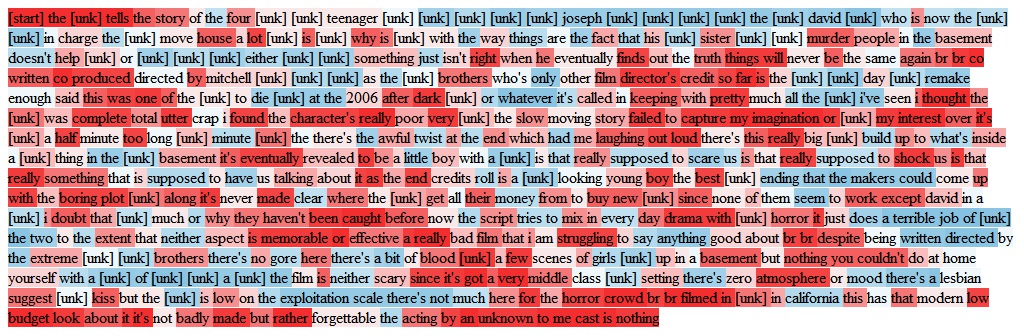 [start] the [unk] tells the story of the four [unk] [unk] teenager [unk] [unk] [unk] [unk] [unk] joseph [unk] [unk] [unk] [unk] the [unk] david [unk] who is now the [unk]
[unk] in charge the [unk] move house a lot [unk] is [unk] why is [unk] with the way things are the fact that his [unk] sister [unk] [unk] murder people in the basement
doesn't help [unk] or [unk] [unk] [unk] either [unk] [unk] something just isn't right when he eventually finds out the truth things will never be the same again br br co
written co produced directed by mitchell [unk] [unk] [unk] as the [unk] brothers who's only other film director's credit so far is the [unk] [unk] day [unk] remake
enough said this was one of the [unk] to die [unk] at the 2006 after dark [unk] or whatever it's called in keeping with pretty much all the [unk] i've seen i thought the
[unk] was complete total utter crap i found the character's really poor very [unk] the slow moving story failed to capture my imagination or [unk] my interest over it's
[unk] a half minute too long [unk] minute [unk] the there's the awful twist at the end which had me laughing out loud there's this really big [unk] build up to what's inside
a [unk] thing in the [unk] basement it's eventually revealed to be a little boy with a [unk] is that really supposed to scare us is that really supposed to shock us is that
really something that is supposed to have us talking about it as the end credits roll is a [unk] looking young boy the best [unk] ending that the makers could come up
with the boring plot [unk] along it's never made clear where the [unk] get all their money from to buy new [unk] since none of them seem to work except david in a
[unk] i doubt that [unk] much or why they haven't been caught before now the script tries to mix in every day drama with [unk] horror it just does a terrible job of [unk]
the two to the extent that neither aspect is memorable or effective a really bad film that i am struggling to say anything good about br br despite being written directed by
the extreme [unk] [unk] brothers there's no gore here there's a bit of blood [unk] a few scenes of girls [unk] up in a basement but nothing you couldn't do at home
yourself with a [unk] of [unk] [unk] a [unk] the film is neither scary since it's got a very middle class [unk] setting there's zero atmosphere or mood there's a lesbian
suggest [unk] kiss but the [unk] is low on the exploitation scale there's not much here for the horror crowd br br filmed in [unk] in california this has that modern low
budget look about it it's not badly made but rather forgettable the acting by an unknown to me cast is nothing